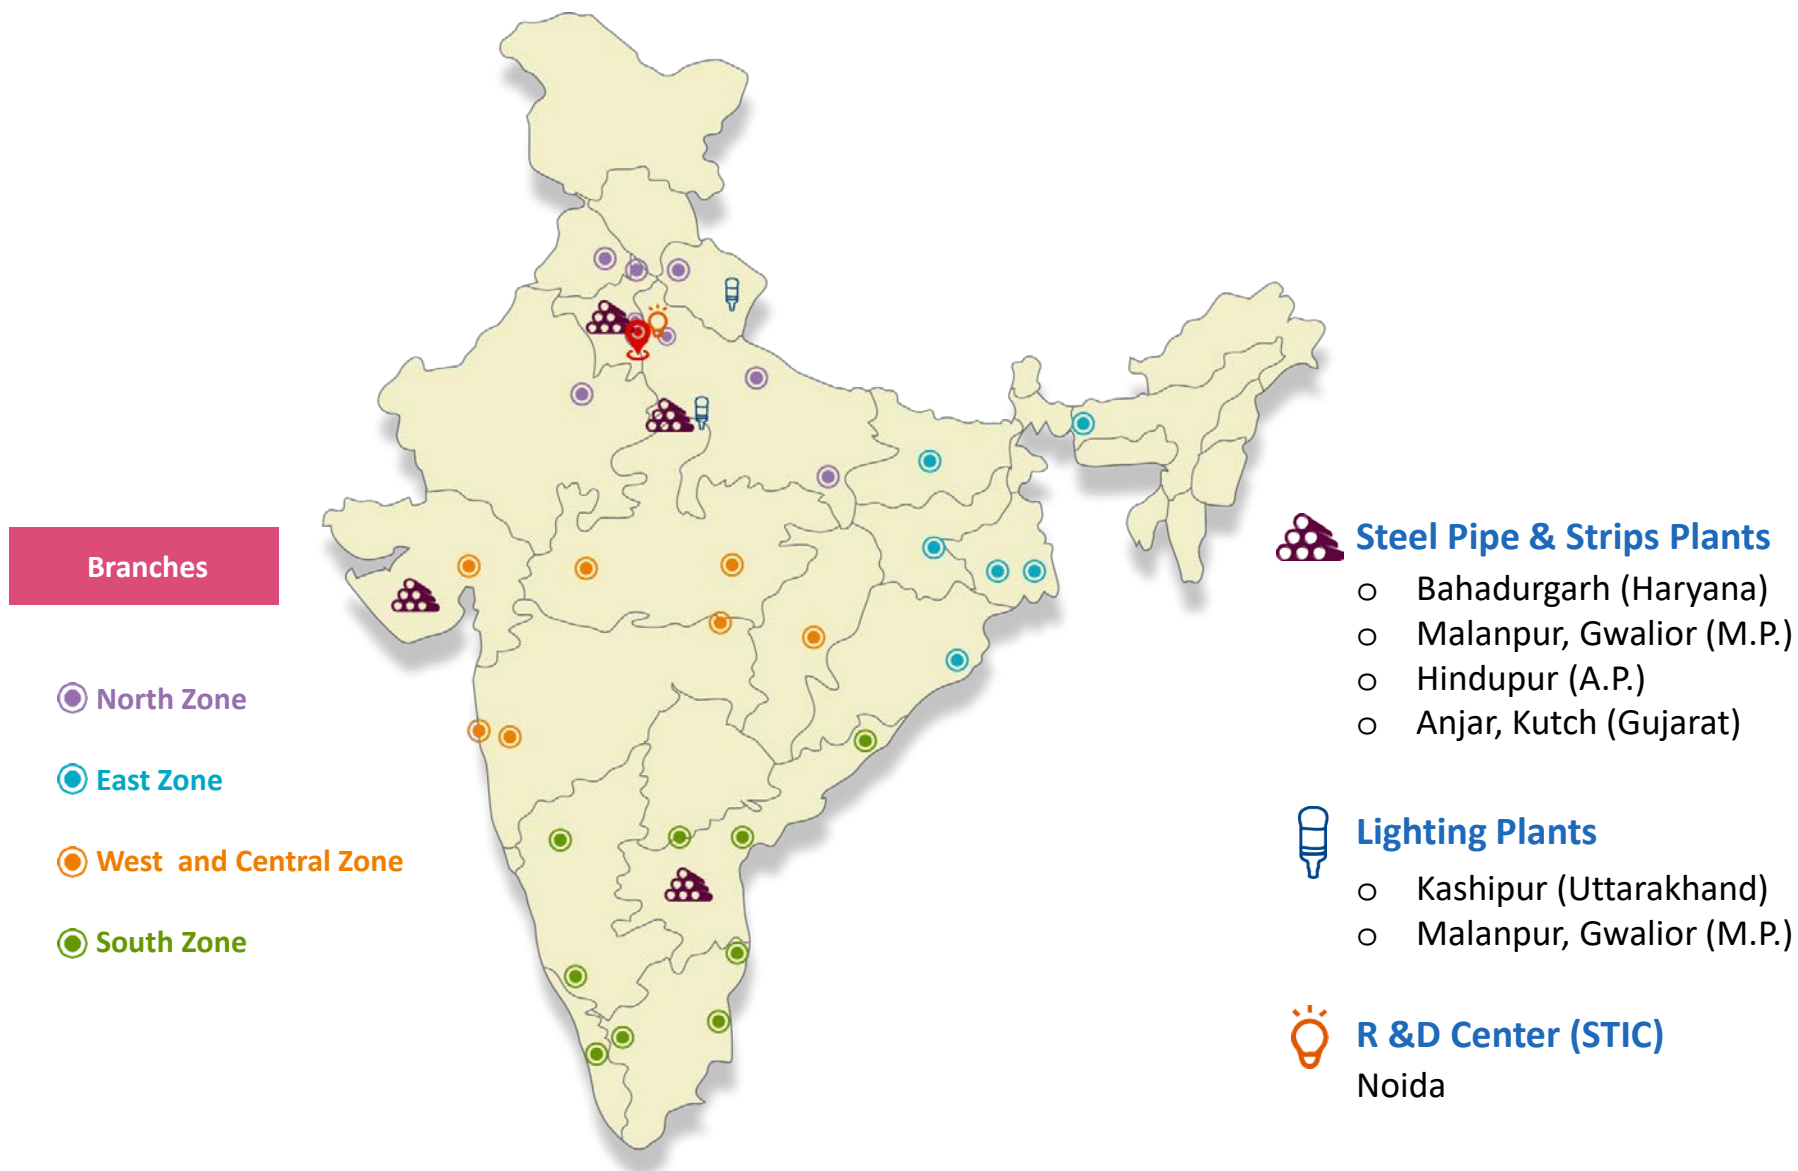 Branches
North Zone
East Zone
West  and Central Zone
South Zone
Steel Pipe & Strips Plants
o Bahadurgarh (Haryana)
o Malanpur, Gwalior (M.P.)
o Hindupur (A.P.)
o Anjar, Kutch (Gujarat)
Lighting Plants
o Kashipur (Uttarakhand)
o Malanpur, Gwalior (M.P.)
R &D Center (STIC)
Noida